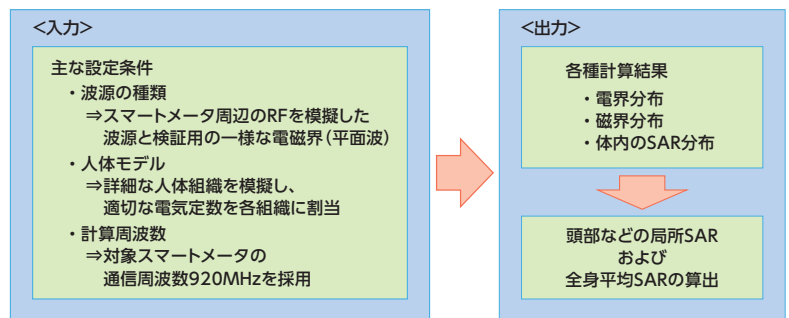 ＜入力＞
主な設定条件
・波源の種類
⇒スマートメータ周辺のRFを模擬した
波源と検証用の一様な電磁界（平面波）
・人体モデル
⇒詳細な人体組織を模擬し、
適切な電気定数を各組織に割当
・計算周波数
⇒対象スマートメータの
通信周波数920MHzを採用
＜出力＞
各種計算結果
・電界分布
・磁界分布
・体内のSAR分布
頭部などの局所SAR
および
全身平均SARの算出